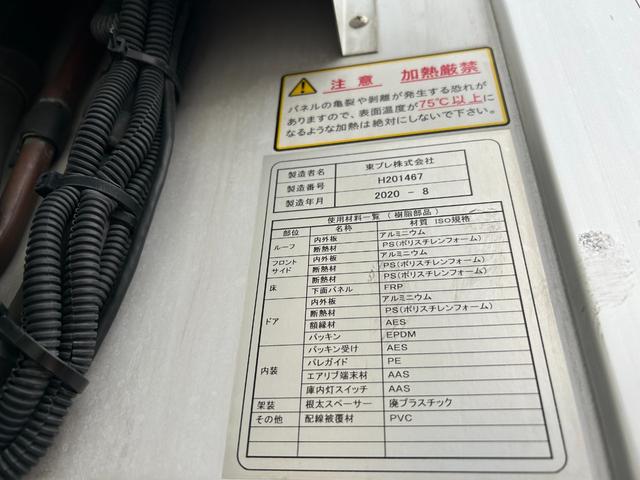 注意 加熱厳禁
パネルの亀裂や剥離が発生する恐れが
ありますので、表面温度が75℃以上に
なるような加熱は絶対にしないで下さい。
製造者名 東プレ株式会社
製造番号 H201467
製造年月 2020 - 8
使用材料一覧 (樹脂部品)
部位 名称 材質 ISO規格
ルーフ 内外板 アルミニウム
断熱材 PS(ポリスチレンフォーム)
フロント サイド 内外板 アルミニウム
断熱材 PS(ポリスチレンフォーム)
床 断熱材 PS(ポリスチレンフォーム)
下面パネル FRP
ドア 内外板 アルミニウム
断熱材 PS(ポリスチレンフォーム)
額縁材 AES
パッキン EPDM
内装 パッキン受け AES
パレガイド PE
エアリブ端末材 AAS
庫内灯スイッチ AAS
架装 根太スペーサー 廃プラスチック
その他 配線被覆材 PVC